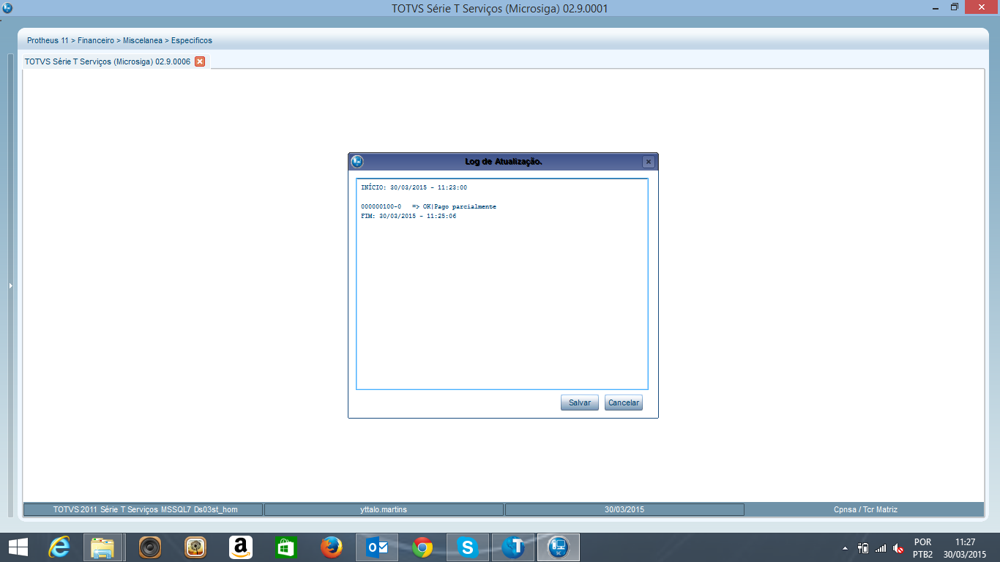 TOTVS Série T Serviços (Microsiga) 02.9.0001
Protheus 11 > Financeiro > Miscelanea > Especificos
TOTVS Série T Serviços (Microsiga) 02.9.0006
Log de Atualização.
INÍCIO: 30/03/2015 - 11:23:00
000000100-0 => OK|Pago parcialmente
FIM: 30/03/2015 - 11:25:06
Salvar Cancelar
TOTVS 2011 Série T Serviços MSSQL7 Ds03st_hom yttalo.martins 30/03/2015 Cpnsa / Tcr Matriz
POR 11:27
PTB2 30/03/2015